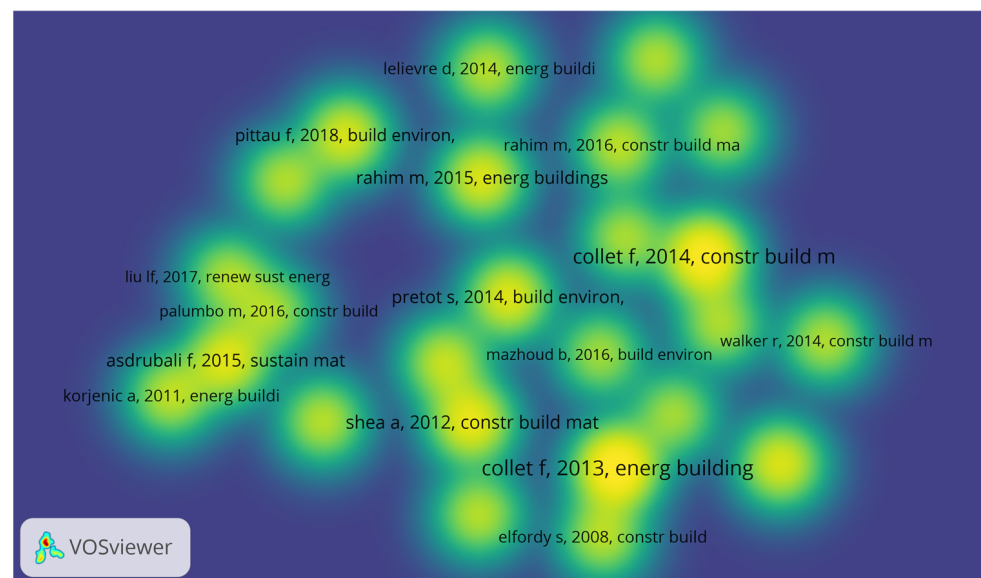 lelievre d, 2014, energ buildi
pittau f, 2018, build environ,
rahim m, 2016, constr build ma
rahim m, 2015, energ buildings
collet f, 2014, constr build m
liu lf, 2017, renew sust energ
pretot s, 2014, build environ,
palumbo m, 2016, constr build
walker r, 2014, constr build m
mazhoud b, 2016, build environ
asdrubali f, 2015, sustain mat
korjenic a, 2011, energ buildi
shea a, 2012, constr build mat
collet f, 2013, energ building
elfordy s, 2008, constr build
VOSviewer